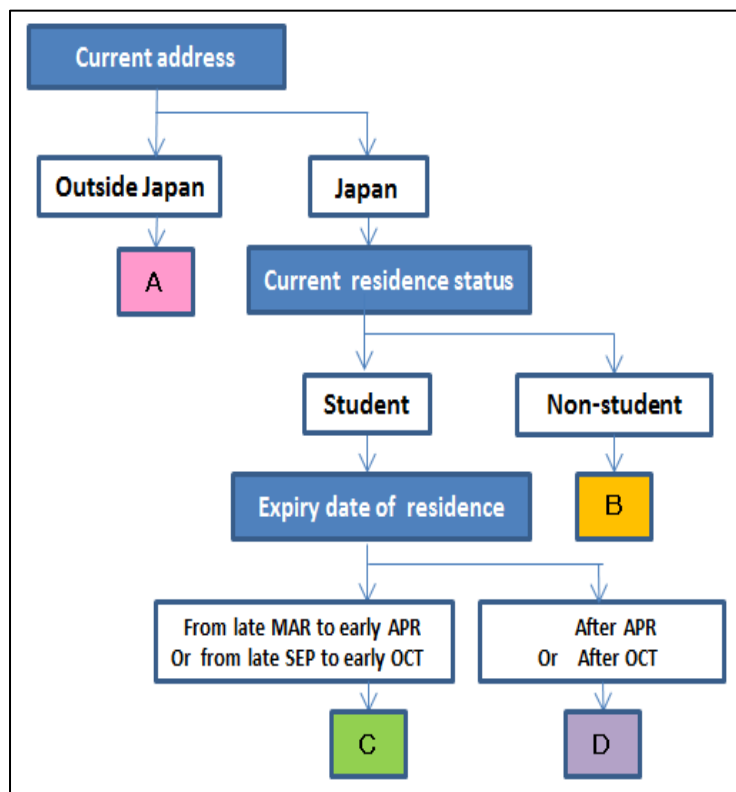 Current address
Outside Japan
Japan
A
Current residence status
Student
Non-student
Expiry date of residence
B
From late MAR to early APR
Or from late SEP to early OCT
After APR
Or After OCT
C
D